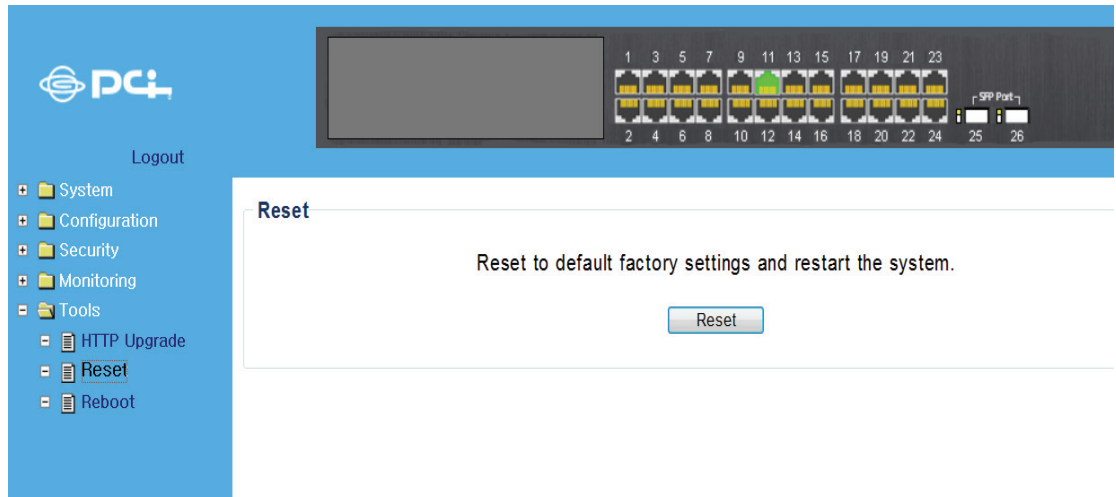 1 3 5 7 9 11 13 15 17 19 21 23
SFP Port
2 4 6 8 10 12 14 16 18 20 22 24 25 26
PCi
Logout
System
Configuration
Security
Monitoring
Tools
HTTP Upgrade
Reset
Reboot
Reset
Reset to default factory settings and restart the system.
Reset